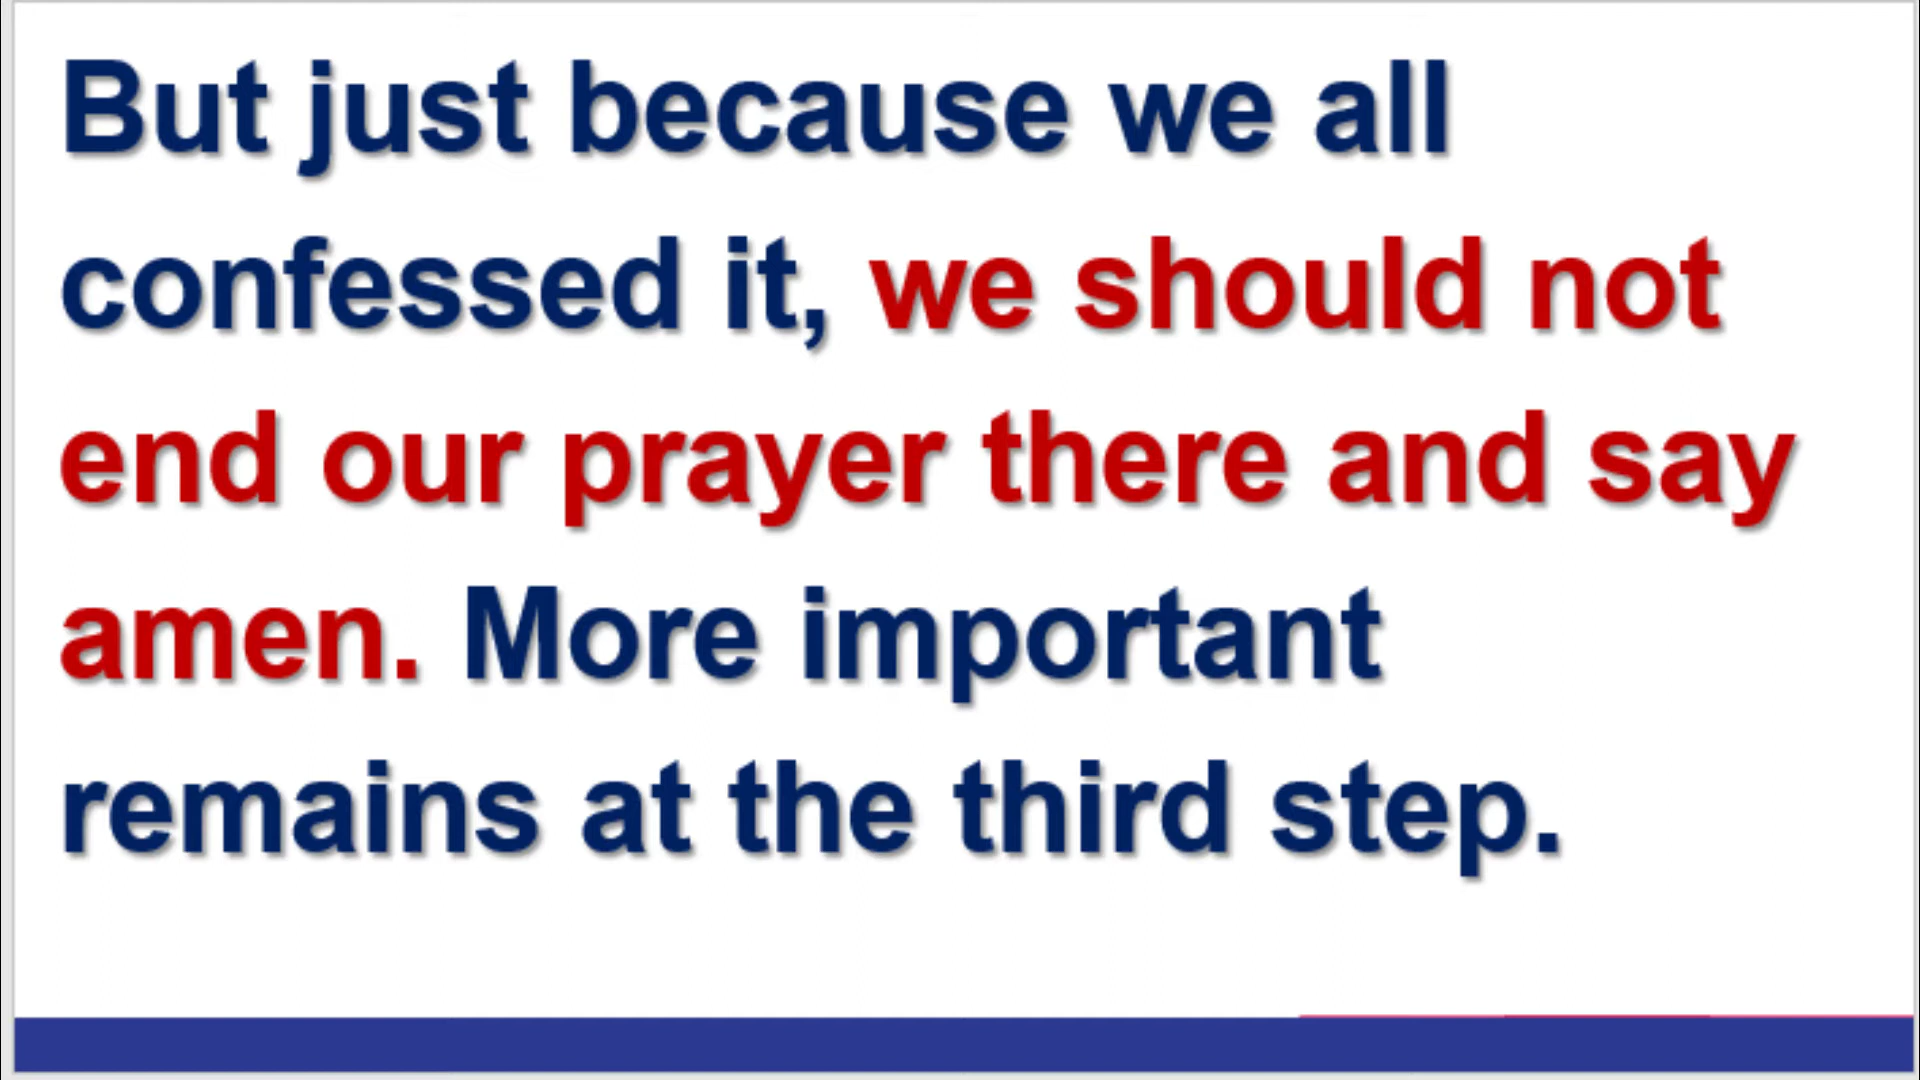 But just because we all
confessed it, we should not
end our prayer there and say
amen. More important
remains at the third step.